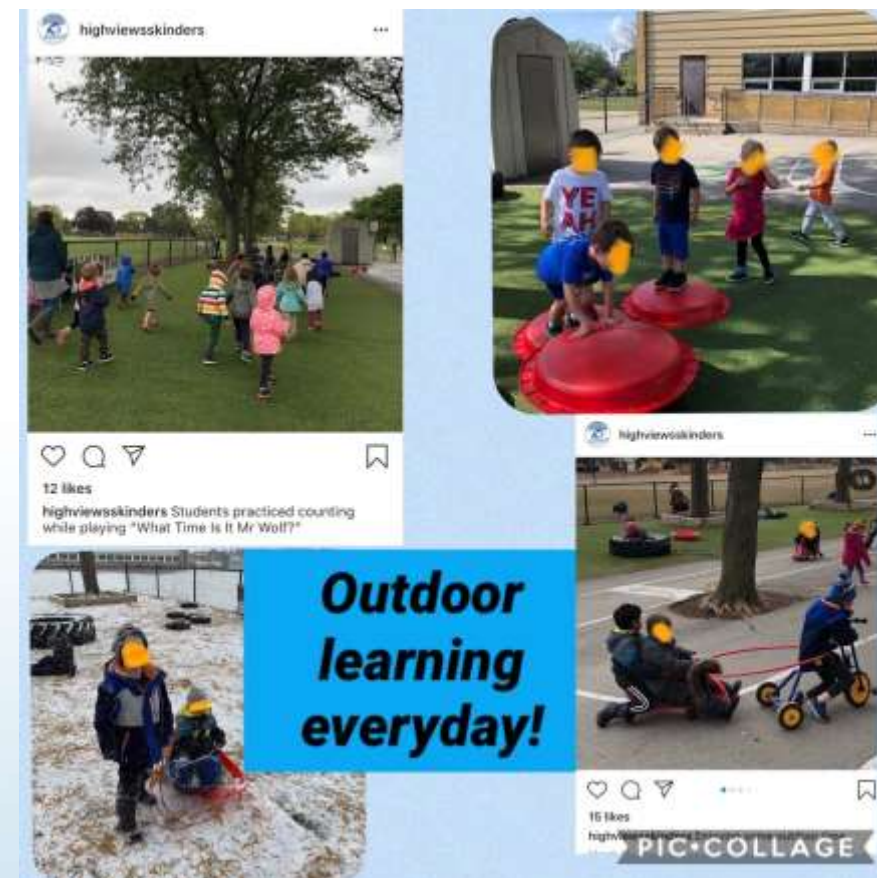 highviewsskinders
12 likes
highviewsskinders Students practiced counting
while playing "What Time Is It Mr Wolf?"
YE
AH
highviewsskinders
Outdoor
learning
everyday!
15 likes
PIC•COLLAGE